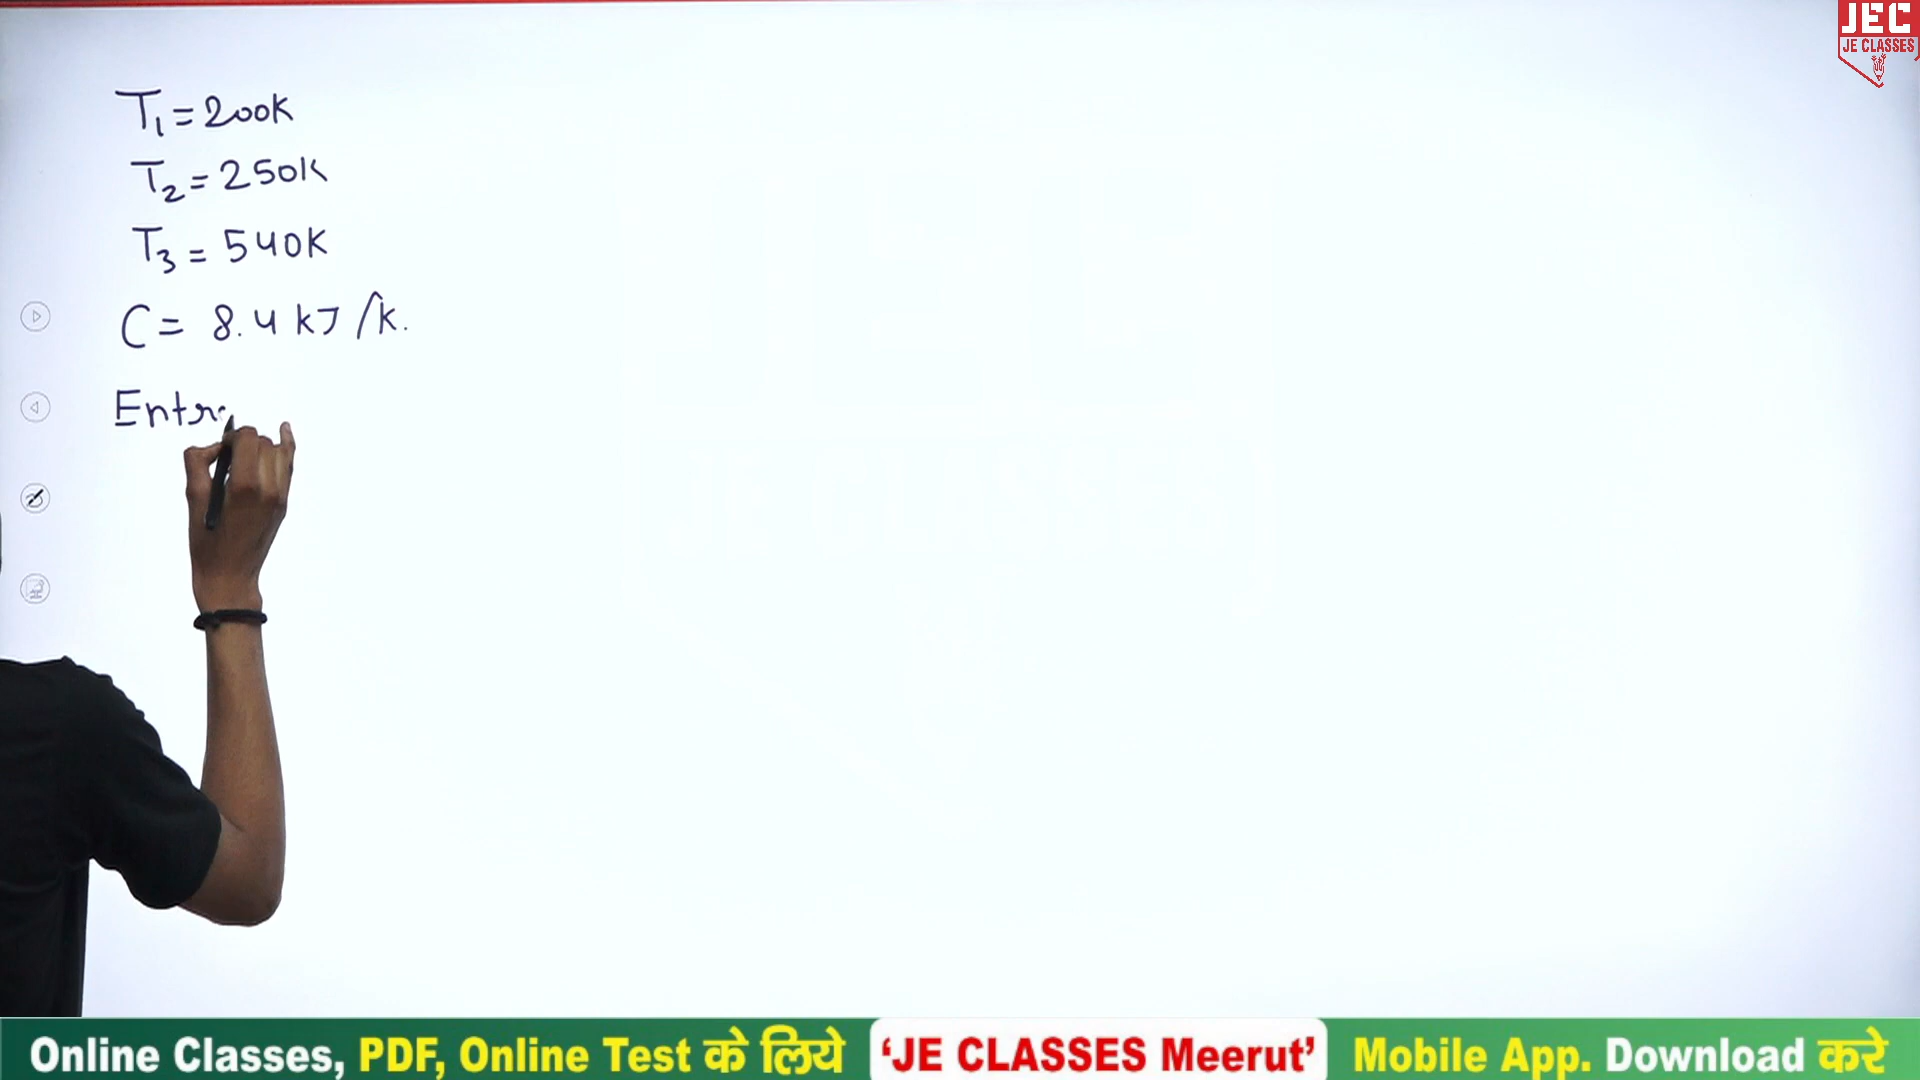 JEC
JE CLASSES
T₁ = 200K
T₂ = 250K
T₃ = 540K
C = 8.4 kJ/k.
Entro
Online Classes, PDF, Online Test के लिये 'JE CLASSES Meerut' Mobile App. Download करे